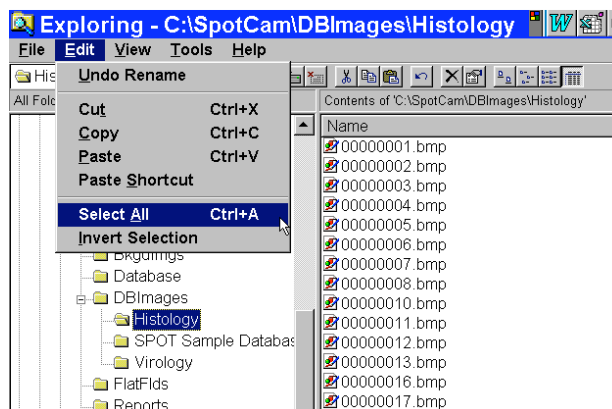 Exploring - C:\SpotCam\DBImages\Histology
File Edit View Tools Help
His
Undo Rename
Cut Ctrl+X
Copy Ctrl+C
Paste Ctrl+V
Paste Shortcut
Select All Ctrl+A
Invert Selection
All Fold
BkgdImgs
Database
DBImages
Histology
SPOT Sample Databas
Virology
FlatFlds
Reports
Contents of 'C:\SpotCam\DBImages\Histology'
Name
00000001.bmp
00000002.bmp
00000003.bmp
00000004.bmp
00000005.bmp
00000006.bmp
00000007.bmp
00000008.bmp
00000010.bmp
00000011.bmp
00000012.bmp
00000013.bmp
00000016.bmp
00000017.bmp